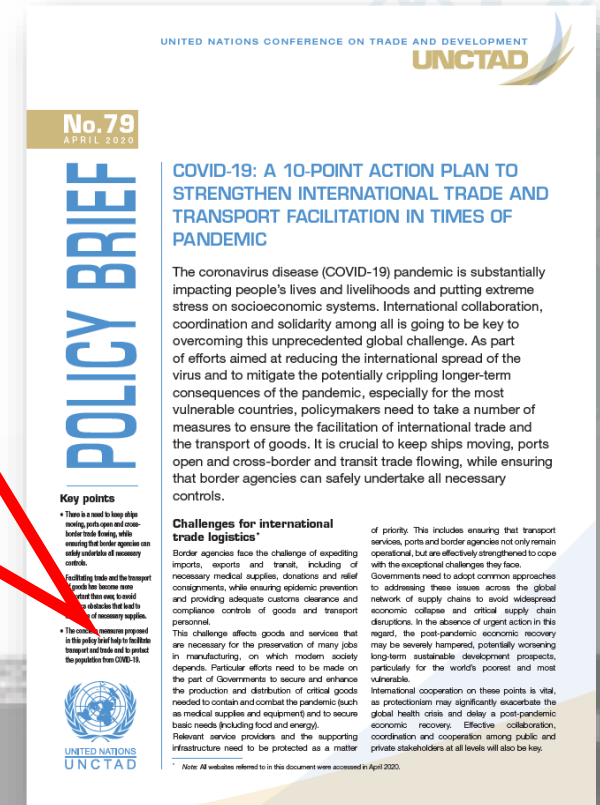 UNITED NATIONS CONFERENCE ON TRADE AND DEVELOPMENT
UNCTAD
No.79
APRIL 2020
POLICY BRIEF
COVID-19: A 10-POINT ACTION PLAN TO
STRENGTHEN INTERNATIONAL TRADE AND
TRANSPORT FACILITATION IN TIMES OF
PANDEMIC
The coronavirus disease (COVID-19) pandemic is substantially
impacting people's lives and livelihoods and putting extreme
stress on socioeconomic systems. International collaboration,
coordination and solidarity among all is going to be key to
overcoming this unprecedented global challenge. As part
of efforts aimed at reducing the international spread of the
virus and to mitigate the potentially crippling longer-term
consequences of the pandemic, especially for the most
vulnerable countries, policymakers need to take a number of
measures to ensure the facilitation of international trade and
the transport of goods. It is crucial to keep ships moving, ports
open and cross-border and transit trade flowing, while ensuring
that border agencies can safely undertake all necessary
controls.
Key points
• There is a need to keep ships
moving, ports open and cross-
border trade flowing, while
ensuring that border agencies can
safely undertake all necessary
controls.
• Facilitating trade and the transport
of goods has become more
than ever, to avoid
obstacles that lead to
of necessary supplies.
• The concrete measures proposed
in this policy brief help to facilitate
transport and trade and to protect
the population from COVID-19.
UNITED NATIONS
UNCTAD
Challenges for international
trade logistics*
Border agencies face the challenge of expediting
imports, exports and transit, including of
necessary medical supplies, donations and relief
consignments, while ensuring epidemic prevention
and providing adequate customs clearance and
compliance controls of goods and transport
personnel.
This challenge affects goods and services that
are necessary for the preservation of many jobs
in manufacturing, on which modern society
depends. Particular efforts need to be made on
the part of Governments to secure and enhance
the production and distribution of critical goods
needed to contain and combat the pandemic (such
as medical supplies and equipment) and to secure
basic needs (including food and energy).
Relevant service providers and the supporting
infrastructure need to be protected as a matter
of priority. This includes ensuring that transport
services, ports and border agencies not only remain
operational, but are effectively strengthened to cope
with the exceptional challenges they face.
Governments need to adopt common approaches
to addressing these issues across the global
network of supply chains to avoid widespread
economic collapse and critical supply chain
disruptions. In the absence of urgent action in this
regard, the post-pandemic economic recovery
may be severely hampered, potentially worsening
long-term sustainable development prospects,
particularly for the world's poorest and most
vulnerable.
International cooperation on these points is vital,
as protectionism may significantly exacerbate the
global health crisis and delay a post-pandemic
economic recovery. Effective collaboration,
coordination and cooperation among public and
private stakeholders at all levels will also be key.
* Note: All websites referred to in this document were accessed in April 2020.